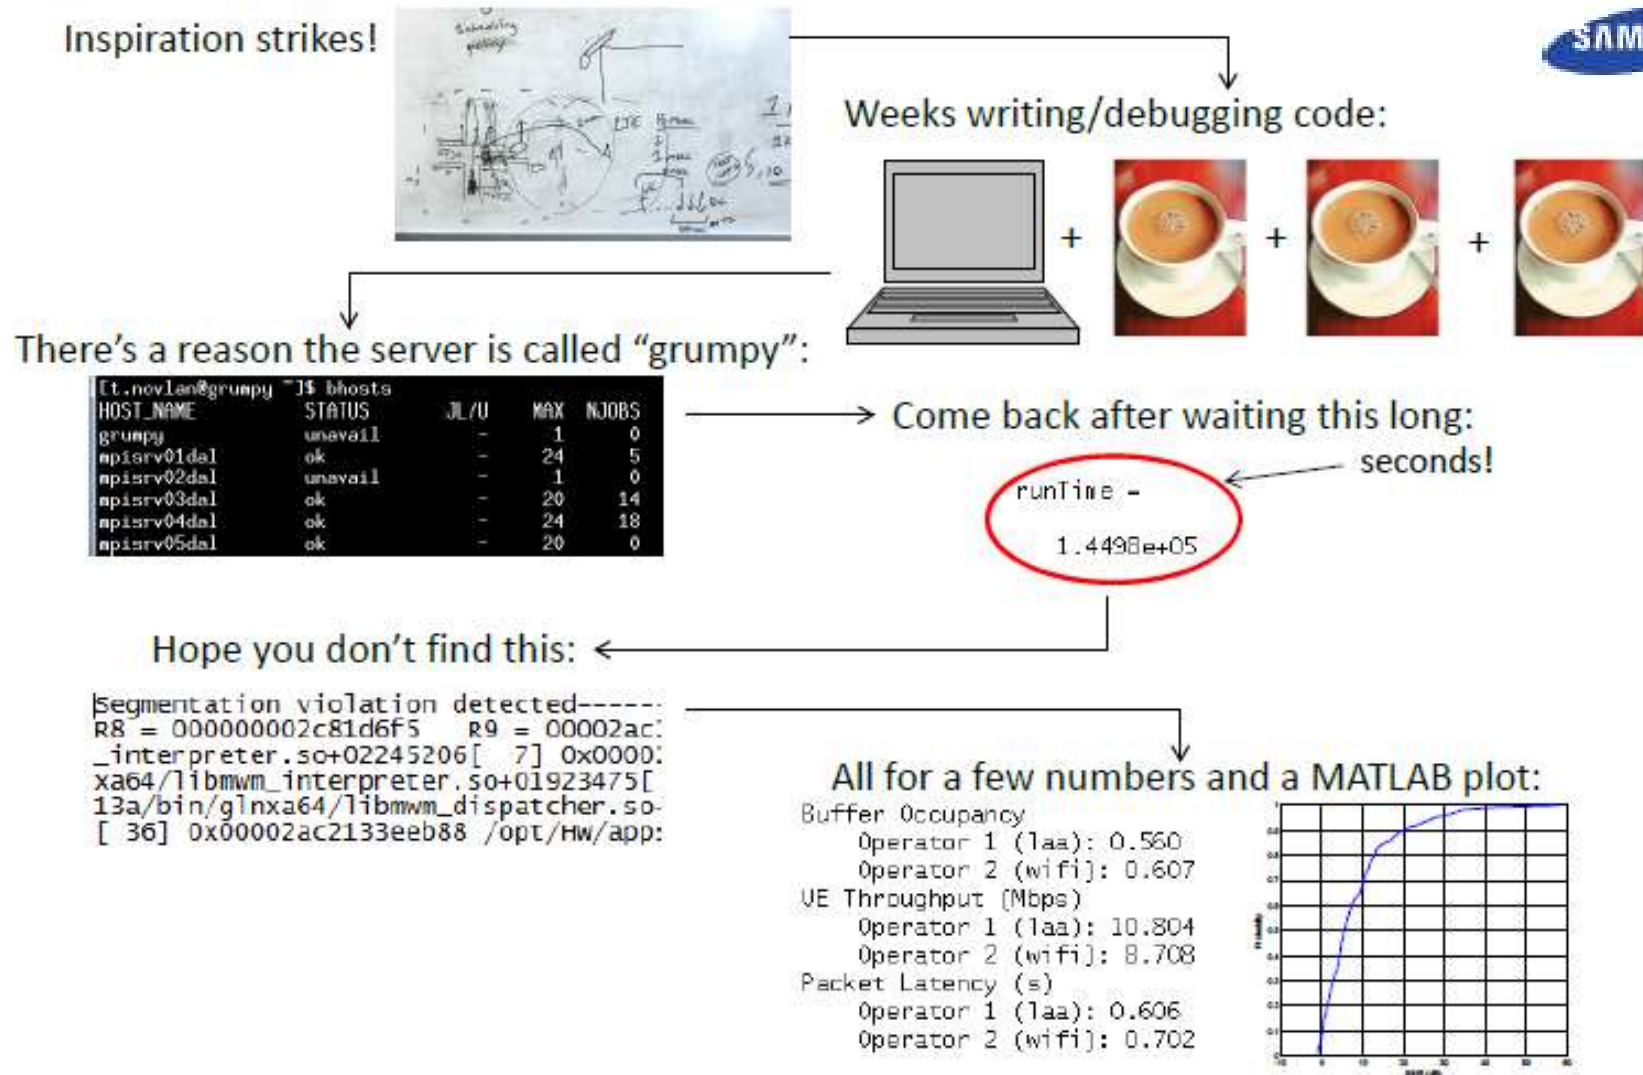 Inspiration strikes!
Scheduling
policy
LTE
SAM
Weeks writing/debugging code:
+ + +
There's a reason the server is called "grumpy":
[t.novlan@grumpy ~]$ bhosts
HOST_NAME STATUS JL/U MAX NJOBS
grumpy unavail - 1 0
mpisrv01dal ok - 24 5
mpisrv02dal unavail - 1 0
mpisrv03dal ok - 20 14
mpisrv04dal ok - 24 18
mpisrv05dal ok - 20 0
Come back after waiting this long:
seconds!
runTime =
1.4498e+05
Hope you don't find this:
Segmentation violation detected-----
R8 = 000000002c81d6f5 R9 = 00002ac
_interpreter.so+02245206[ 7] 0x0000
xa64/libmwm_interpreter.so+01923475[
13a/bin/glnxa64/libmwm_dispatcher.so
[ 36] 0x00002ac2133eeb88 /opt/HW/app
All for a few numbers and a MATLAB plot:
Buffer Occupancy
Operator 1 (laa): 0.560
Operator 2 (wifi): 0.607
UE Throughput (Mbps)
Operator 1 (laa): 10.804
Operator 2 (wifi): 8.708
Packet Latency (s)
Operator 1 (laa): 0.606
Operator 2 (wifi): 0.702